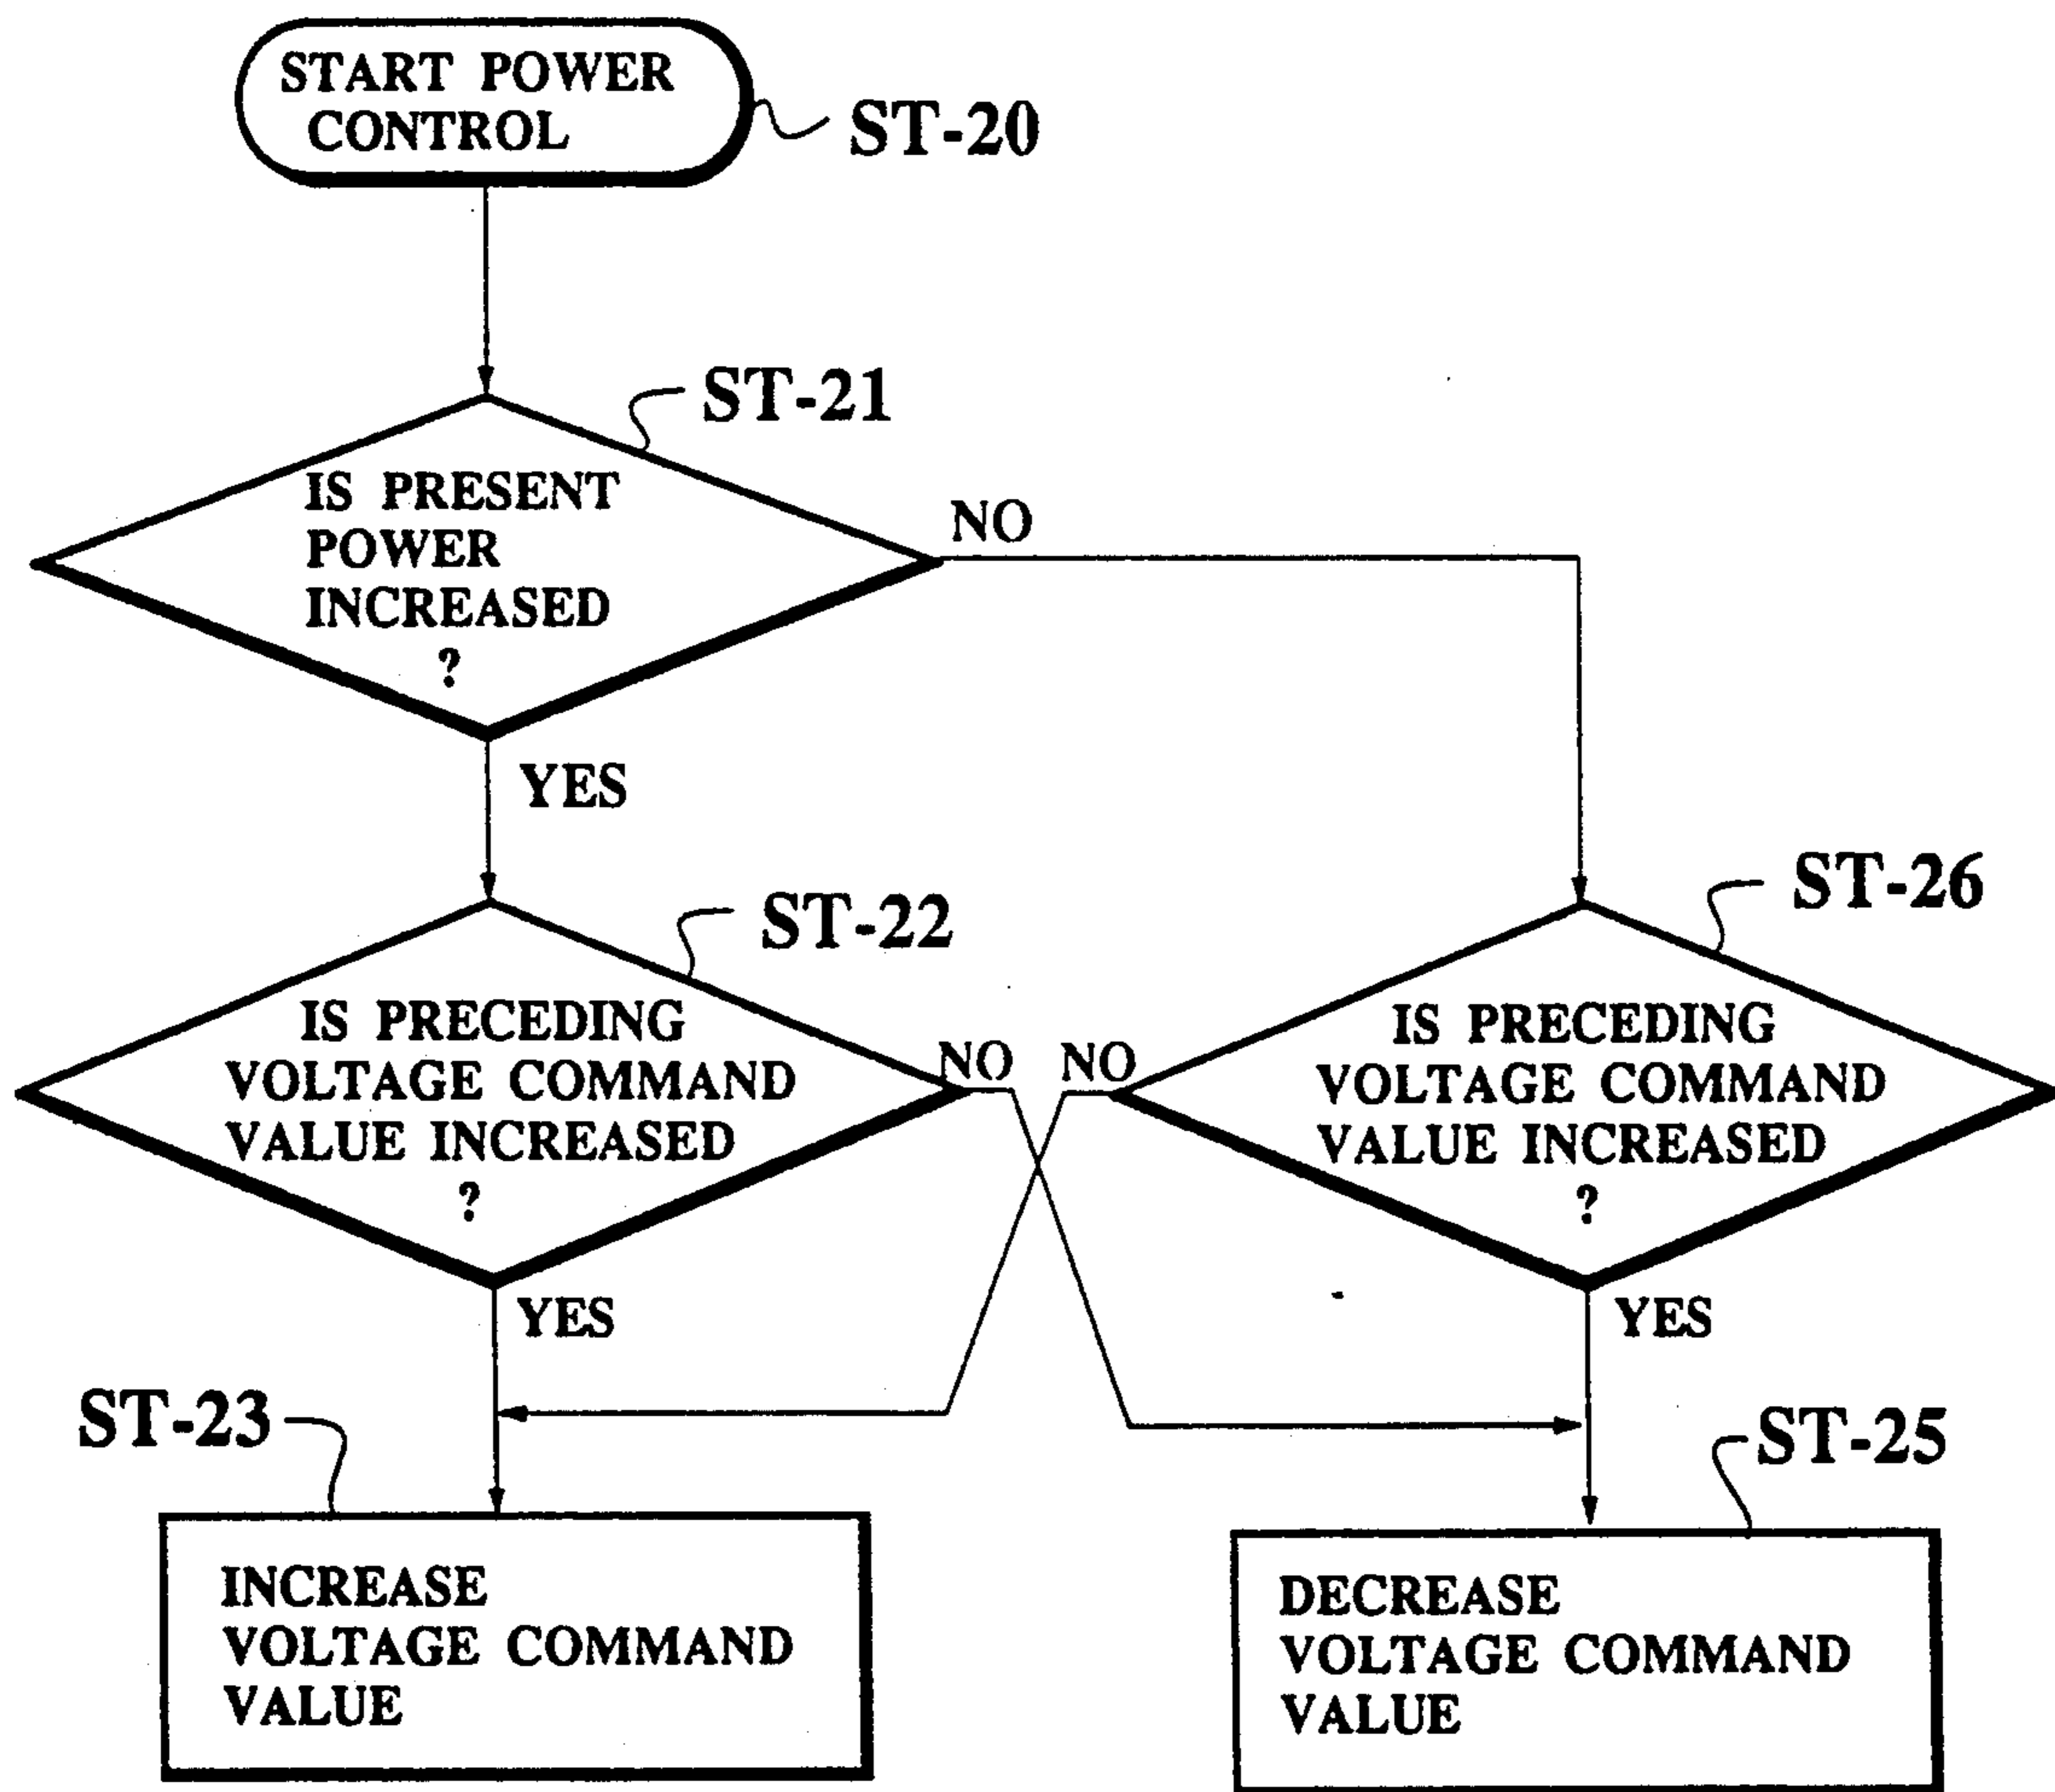 START POWER
CONTROL
ST-20
ST-21
IS PRESENT
POWER
INCREASED
?
NO
YES
ST-22
IS PRECEDING
VOLTAGE COMMAND
VALUE INCREASED
?
NO
YES
ST-26
IS PRECEDING
VOLTAGE COMMAND
VALUE INCREASED
?
NO
YES
ST-23
INCREASE
VOLTAGE COMMAND
VALUE
ST-25
DECREASE
VOLTAGE COMMAND
VALUE